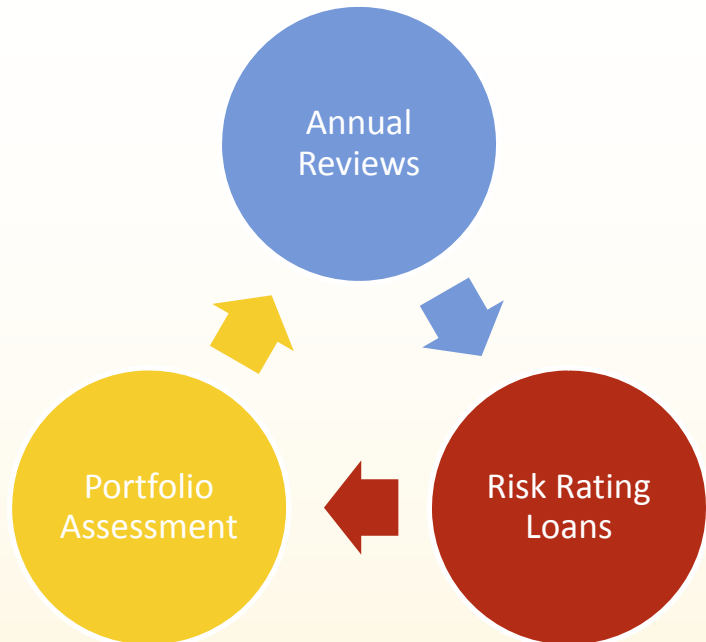 Annual
Reviews
Portfolio
Assessment
Risk Rating
Loans